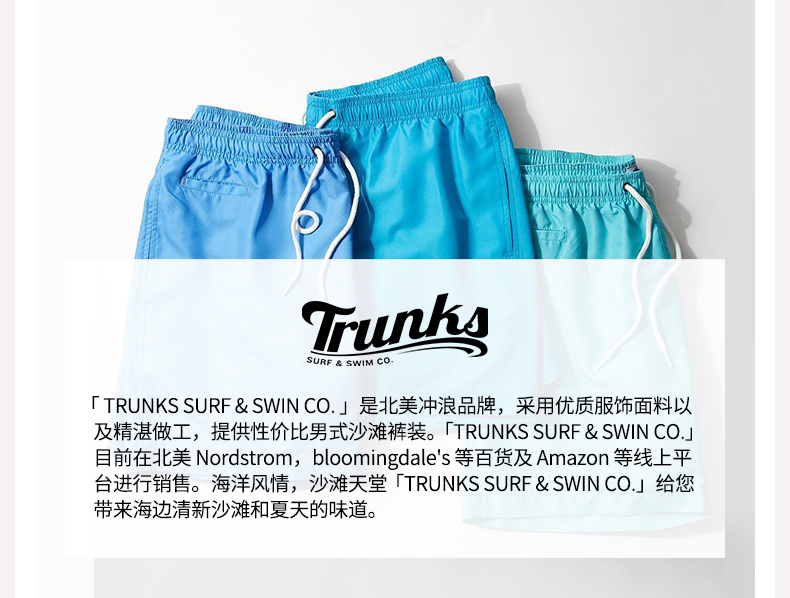 Trunks
SURF & SWIM CO.
「 TRUNKS SURF & SWIN CO. 」是北美冲浪品牌，采用优质服饰面料以
及精湛做工，提供性价比男式沙滩裤装。「TRUNKS SURF & SWIN CO.」
目前在北美 Nordstrom，bloomingdale's 等百货及 Amazon 等线上平
台进行销售。海洋风情，沙滩天堂「TRUNKS SURF & SWIN CO.」给您
带来海边清新沙滩和夏天的味道。